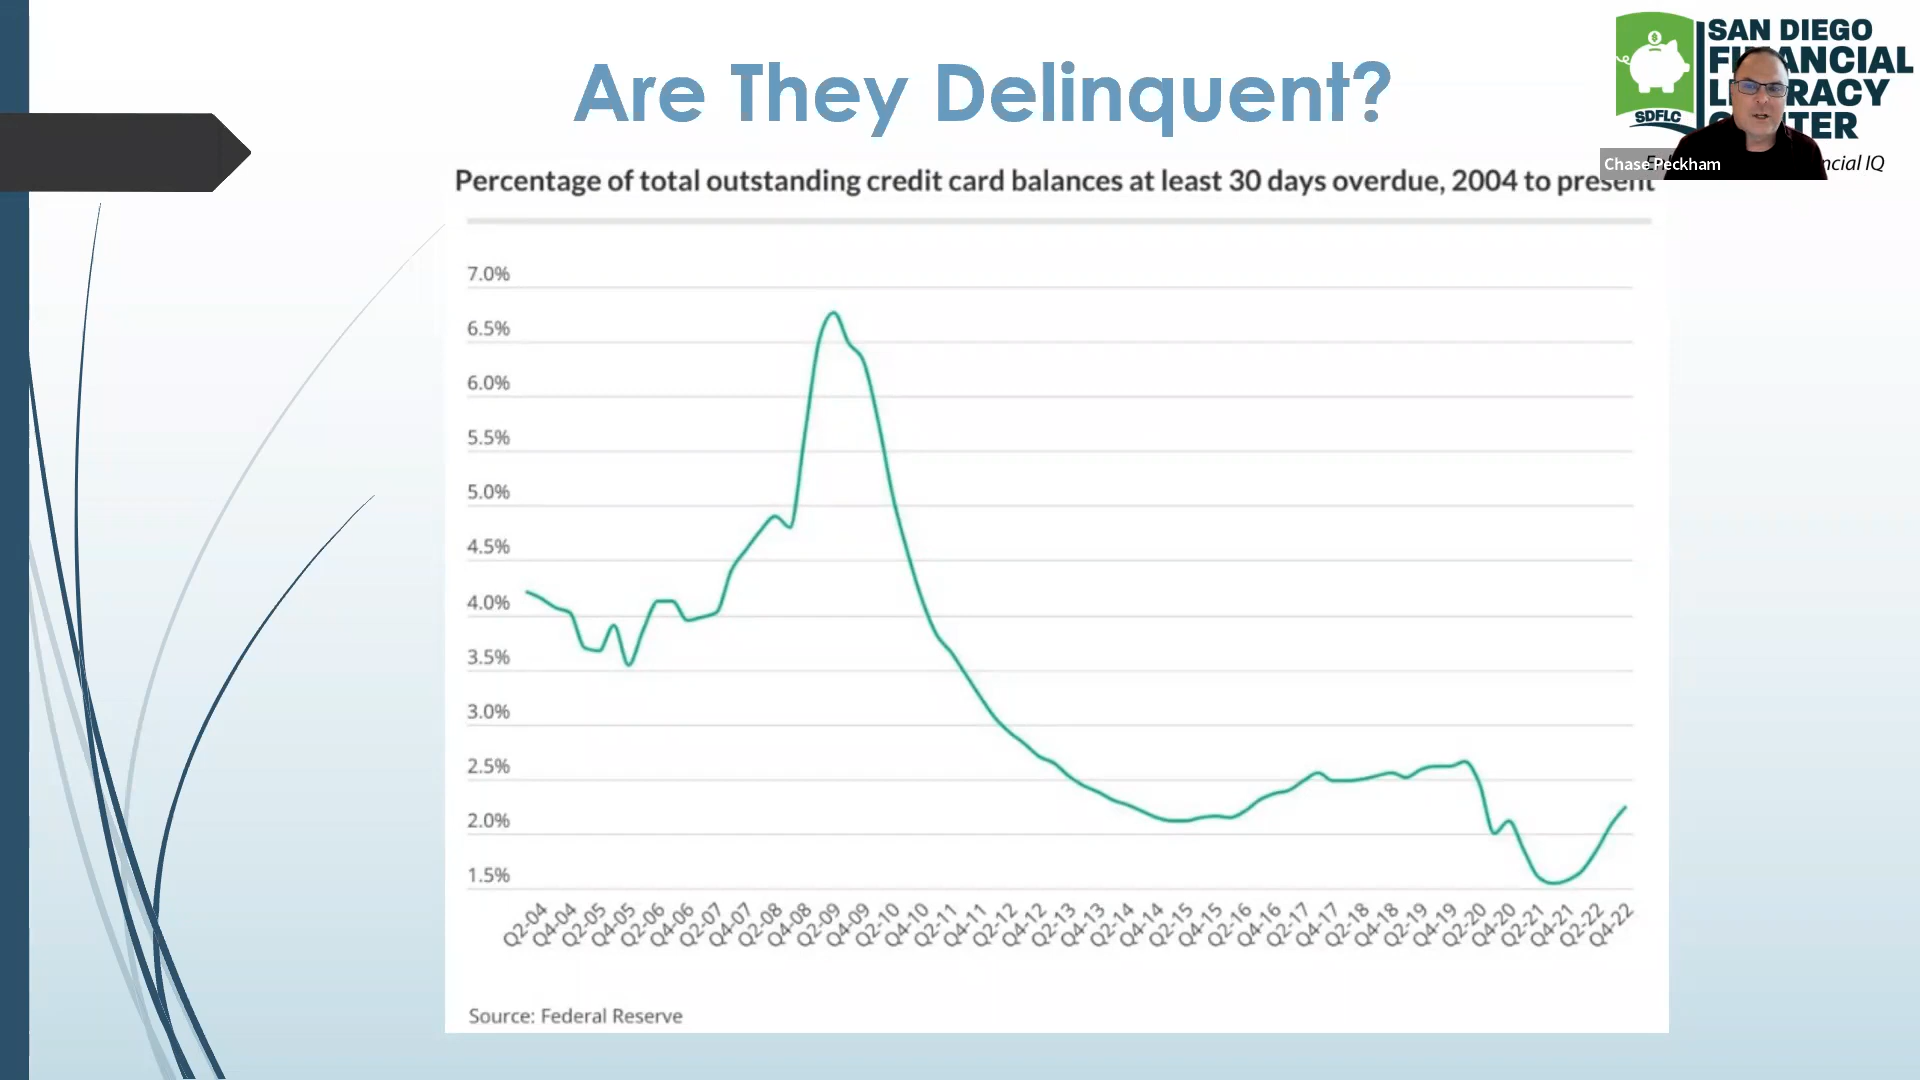 Are They Delinquent?
SAN DIEGO
FINANCIAL
LITERACY
CENTER
SDFLC
Chase Peckham
ncial IQ
Percentage of total outstanding credit card balances at least 30 days overdue, 2004 to present
7.0%
6.5%
6.0%
5.5%
5.0%
4.5%
4.0%
3.5%
3.0%
2.5%
2.0%
1.5%
Q2-04
Q4-04
Q2-05
Q4-05
Q2-06
Q4-06
Q2-07
Q4-07
Q2-08
Q4-08
Q2-09
Q4-09
Q2-10
Q4-10
Q2-11
Q4-11
Q2-12
Q4-12
Q2-13
Q4-13
Q2-14
Q4-14
Q2-15
Q4-15
Q2-16
Q4-16
Q2-17
Q4-17
Q2-18
Q4-18
Q2-19
Q4-19
Q2-20
Q4-20
Q2-21
Q4-21
Q2-22
Q4-22
Source: Federal Reserve